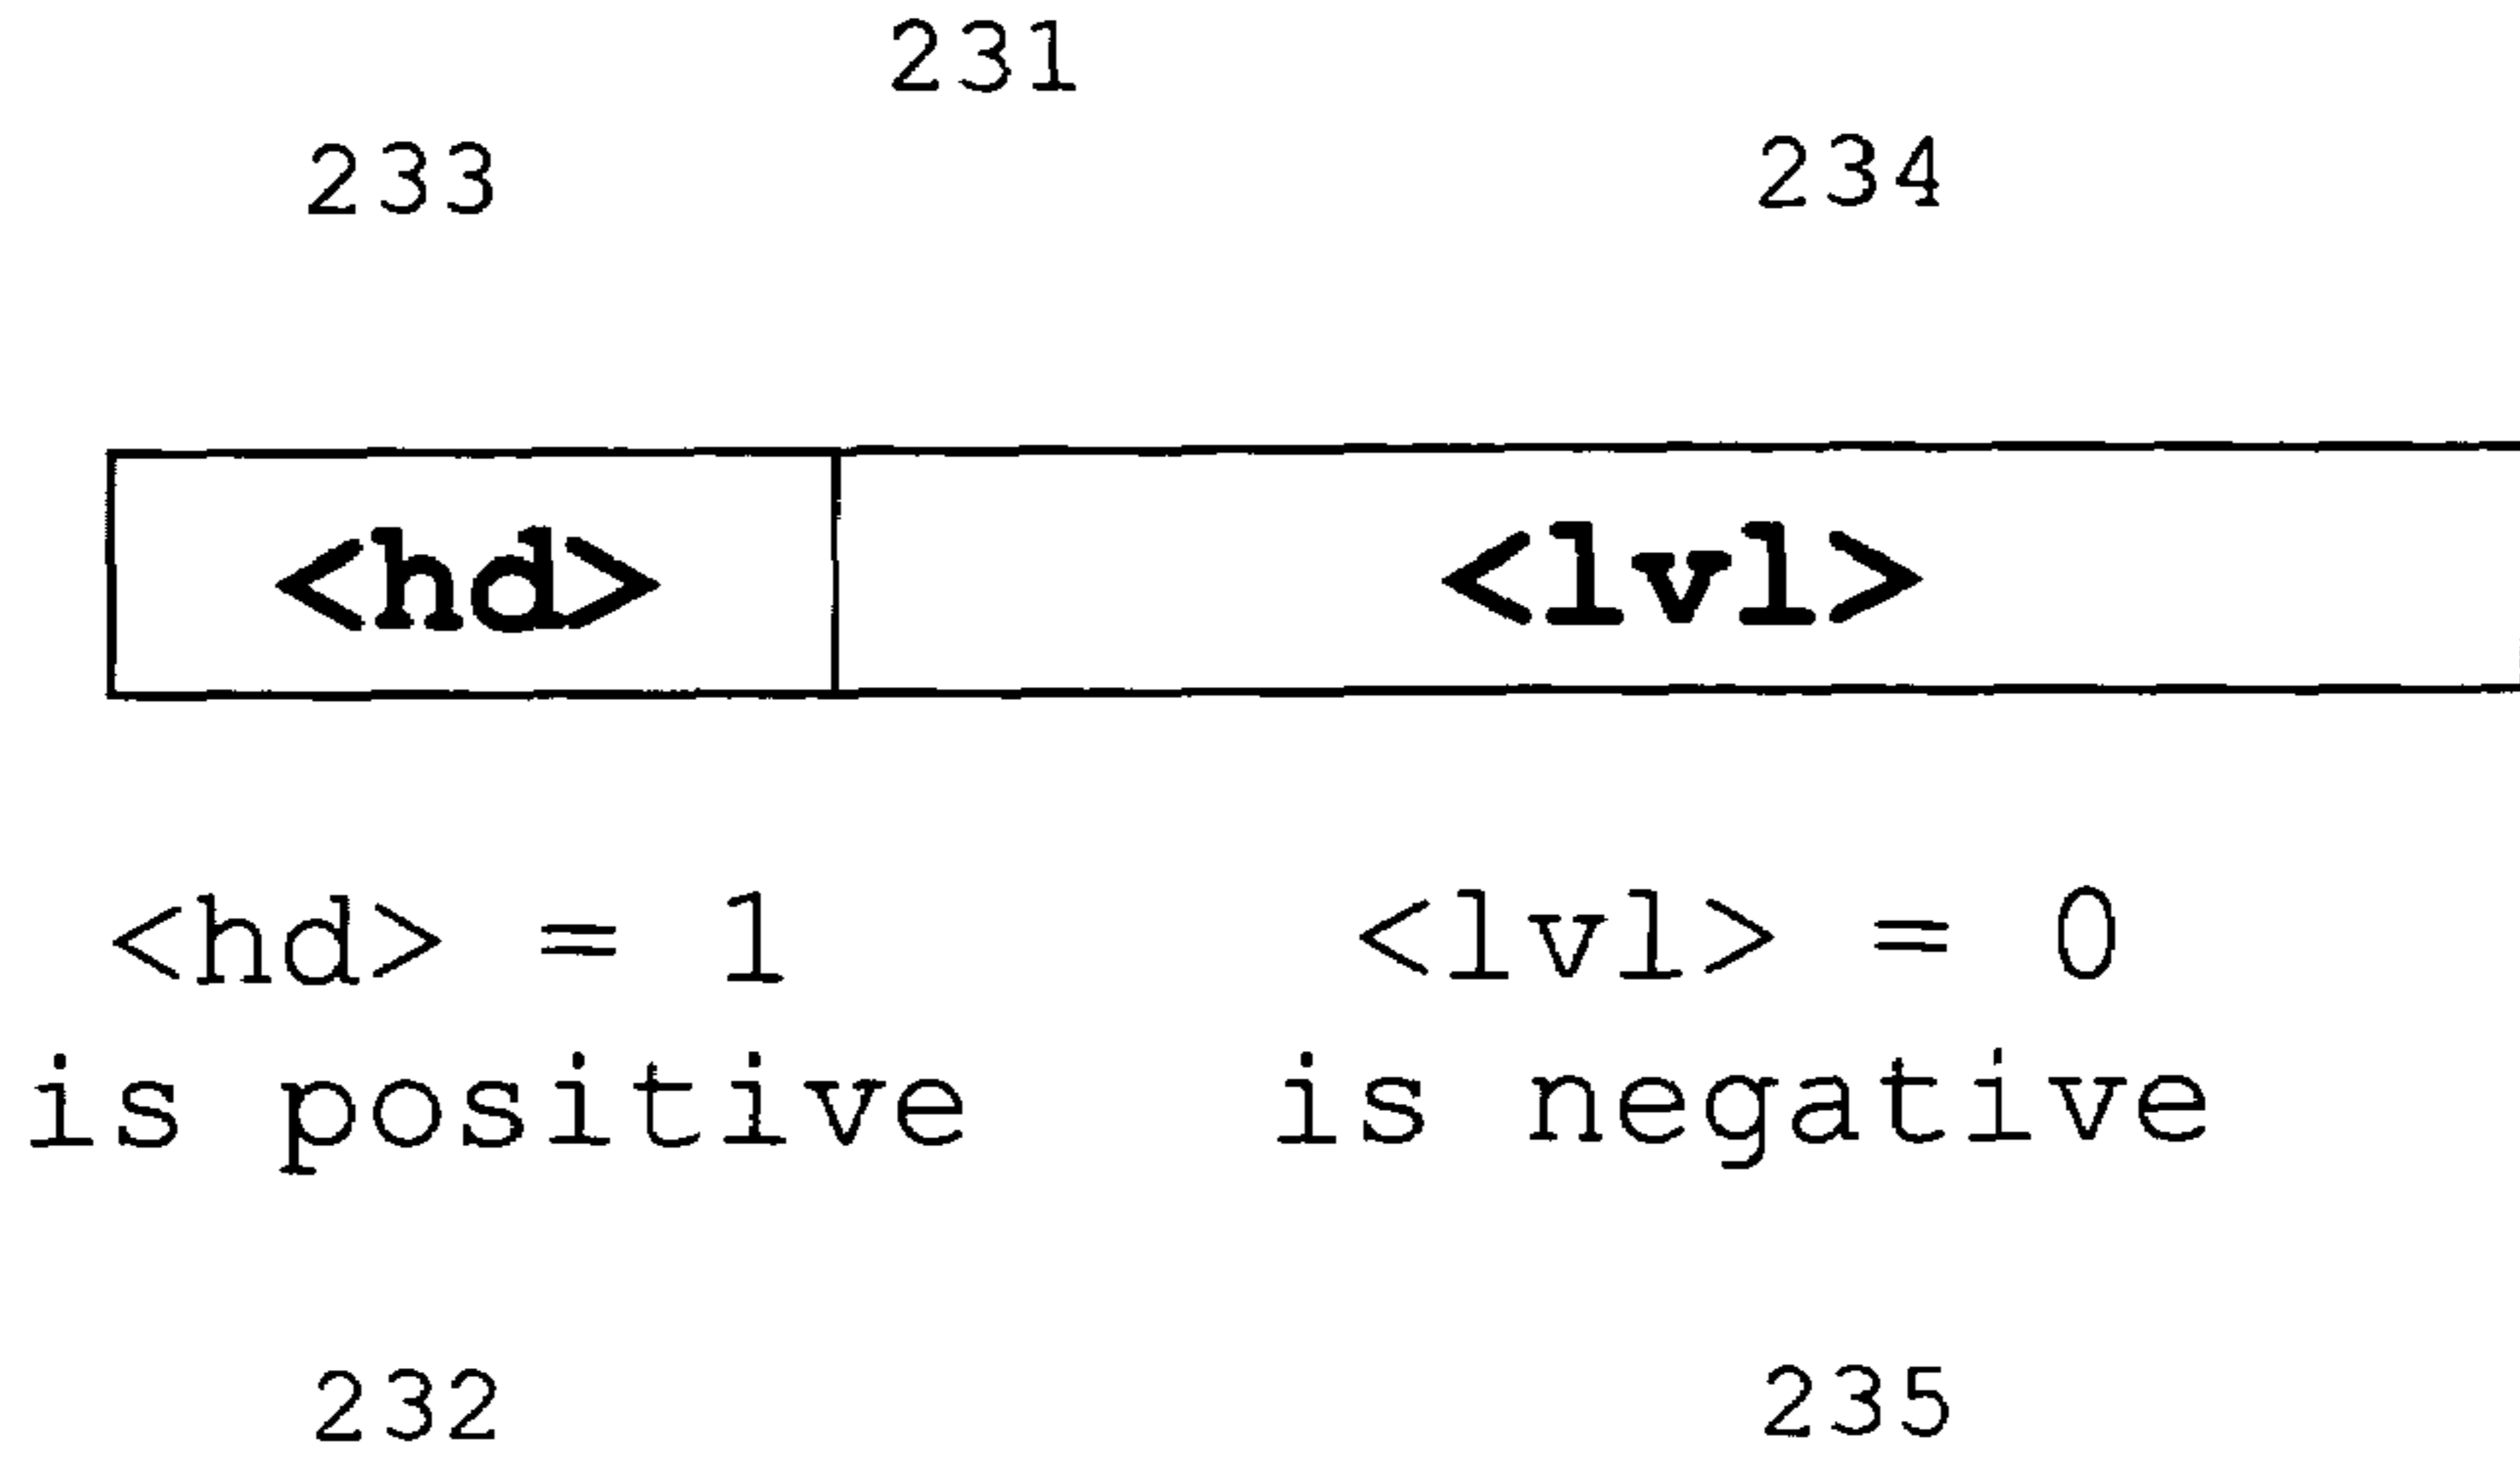 231
233 234
<hd> <lvl>
<hd> = 1 <lvl> = 0
is positive is negative
232 235